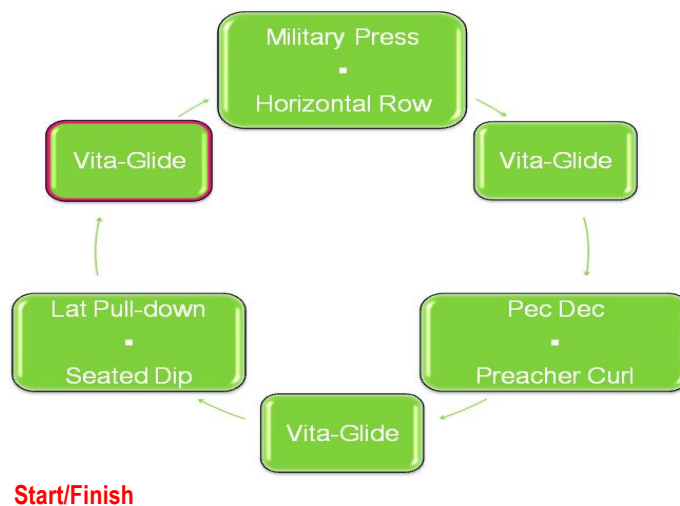 Military Press
▪
Horizontal Row
Vita-Glide
Vita-Glide
Lat Pull-down
▪
Seated Dip
Pec Dec
▪
Preacher Curl
Vita-Glide
Start/Finish